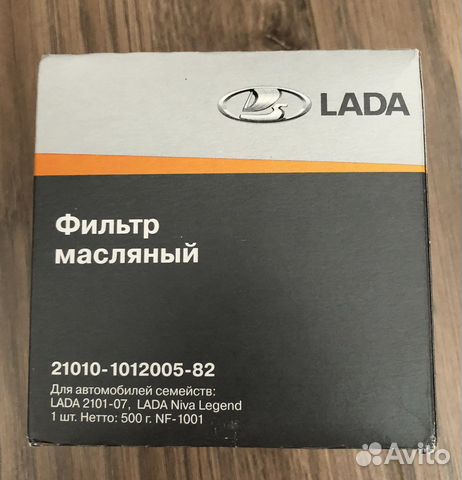 LADA
Фильтр
масляный
21010-1012005-82
Для автомобилей семейств:
LADA 2101-07, LADA Niva Legend
1 шт. Нетто: 500 г. NF-1001
Avito